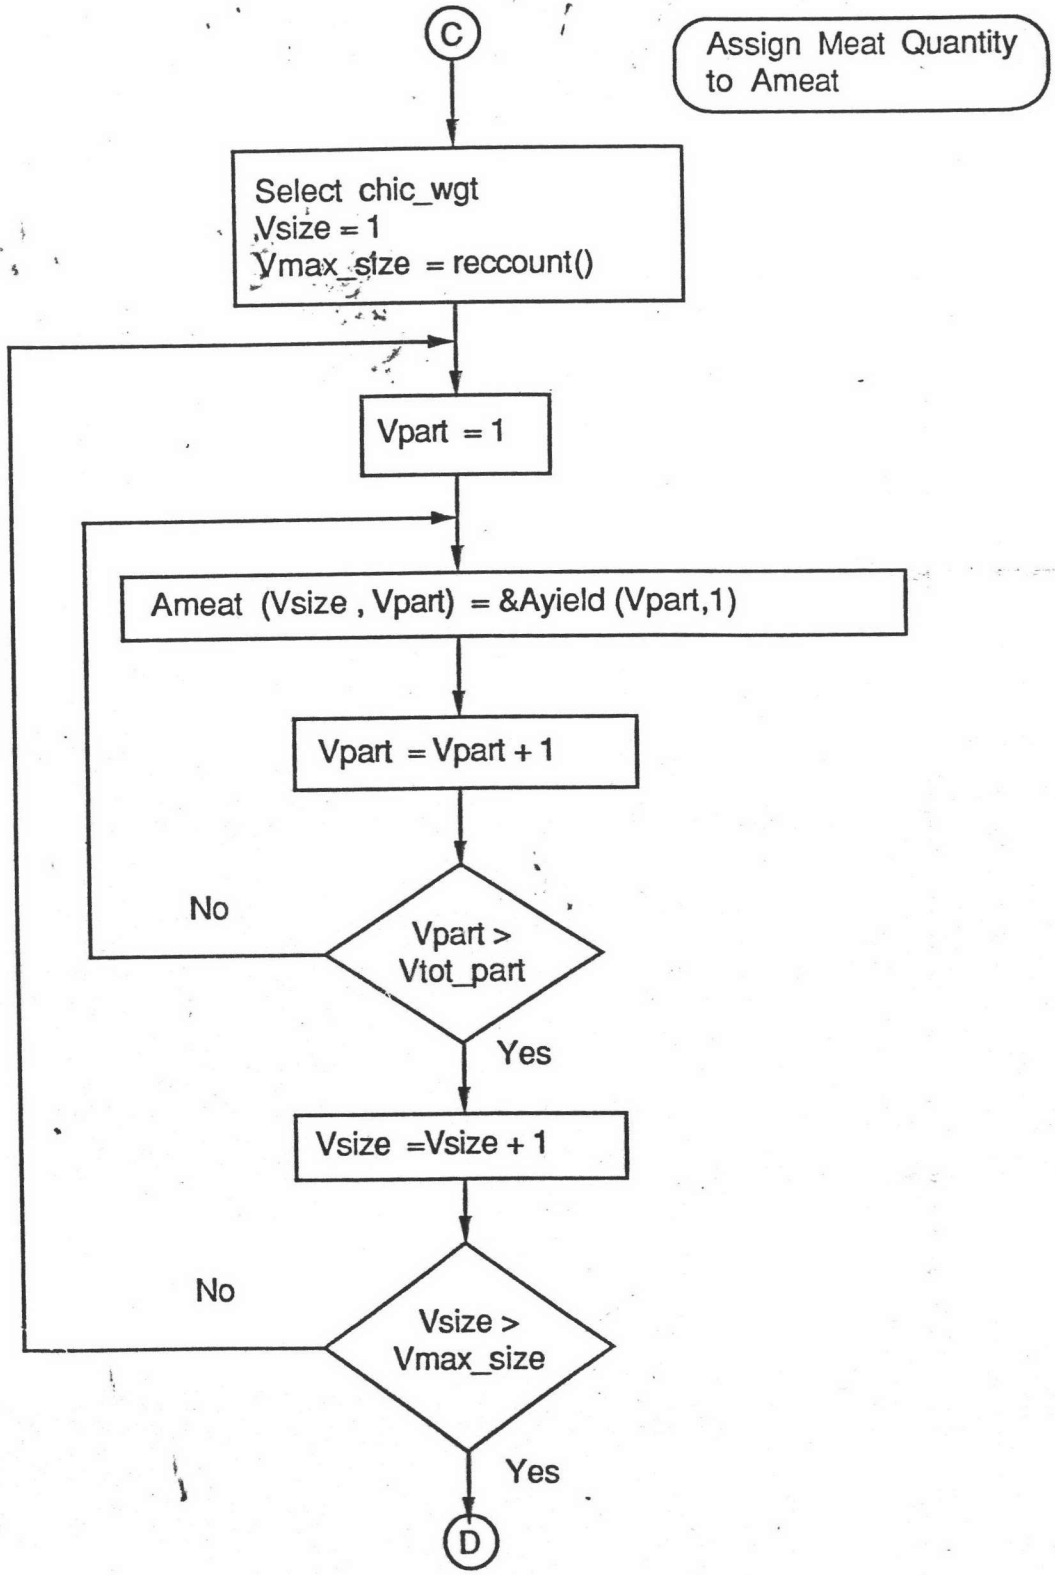 C
Assign Meat Quantity
to Ameat
Select chic_wgt
Vsize = 1
Vmax_size = reccount()
Vpart = 1
Ameat (Vsize , Vpart) = &Ayield (Vpart,1)
Vpart = Vpart + 1
No
Vpart >
Vtot_part
Yes
Vsize =Vsize + 1
No
Vsize >
Vmax_size
Yes
D